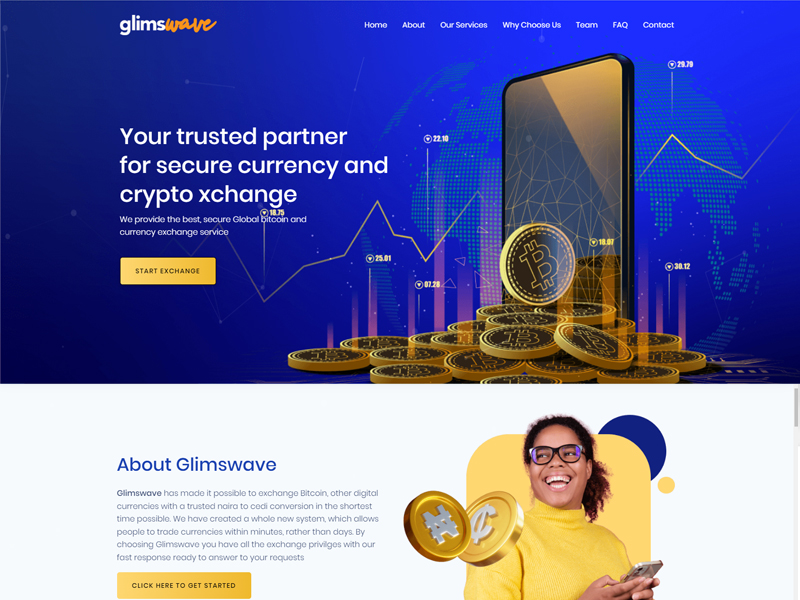 glimswave
Home About Our Services Why Choose Us Team FAQ Contact
29.79
22.10
Your trusted partner
for secure currency and
crypto xchange
18.75
We provide the best, secure Global bitcoin and
currency exchange service
18.07
25.01
30.12
START EXCHANGE
07.28
About Glimswave
Glimswave has made it possible to exchange Bitcoin, other digital
currencies with a trusted naira to cedi conversion in the shortest
time possible. We have created a whole new system, which allows
people to trade currencies within minutes, rather than days. By
choosing Glimswave you have all the exchange privilges with our
fast response ready to answer to your requests
CLICK HERE TO GET STARTED